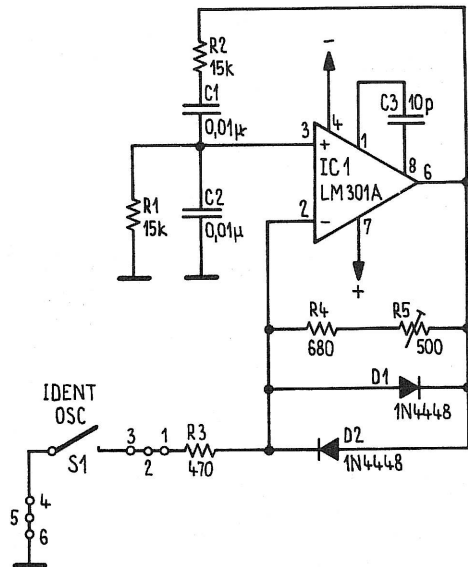 R2
15k
C1
0,01µ
C3 10p
–
4
1
3
+
IC1
8
6
LM301A
C2
0,01µ
R1
15k
2
–
7
+
R4
680
R5
500
D1
1N4448
D2
1N4448
IDENT
OSC
S1
3
2
1
R3
470
4
5
6